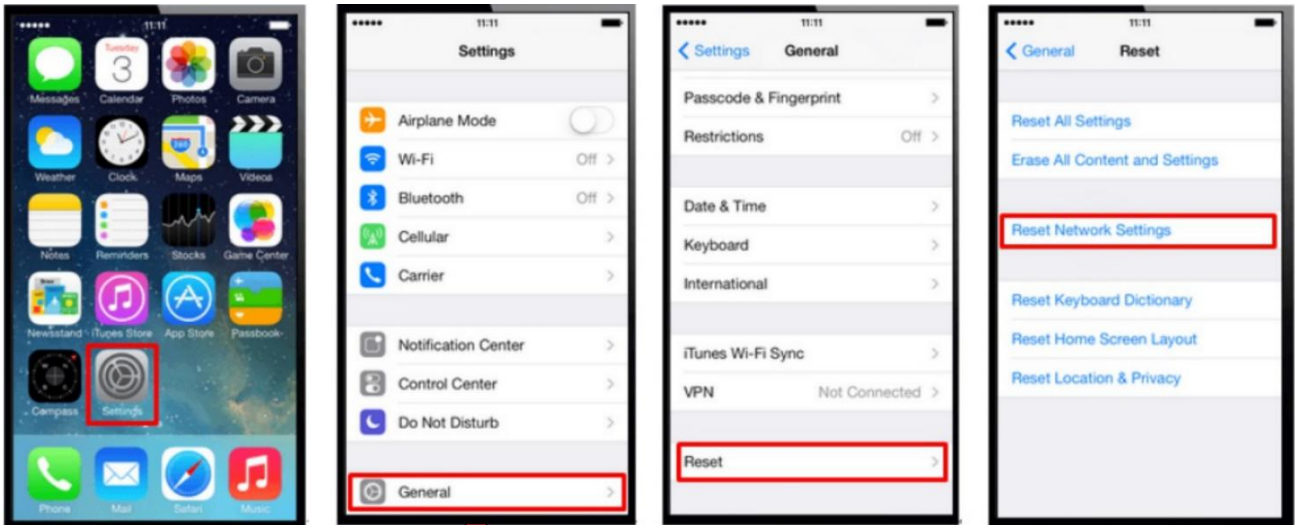 11:11
Tuesday
3
Messages Calendar Photos Camera
280
Weather Clock Maps Videos
Notes Reminders Stocks Game Center
Newsstand iTunes Store App Store Passbook
Compass Settings
Phone Mail Safari Music
11:11
Settings
Airplane Mode
Wi-Fi Off
Bluetooth Off
Cellular
Carrier
Notification Center
Control Center
Do Not Disturb
General
11:11
Settings General
Passcode & Fingerprint
Restrictions Off
Date & Time
Keyboard
International
iTunes Wi-Fi Sync
VPN Not Connected
Reset
11:11
General Reset
Reset All Settings
Erase All Content and Settings
Reset Network Settings
Reset Keyboard Dictionary
Reset Home Screen Layout
Reset Location & Privacy